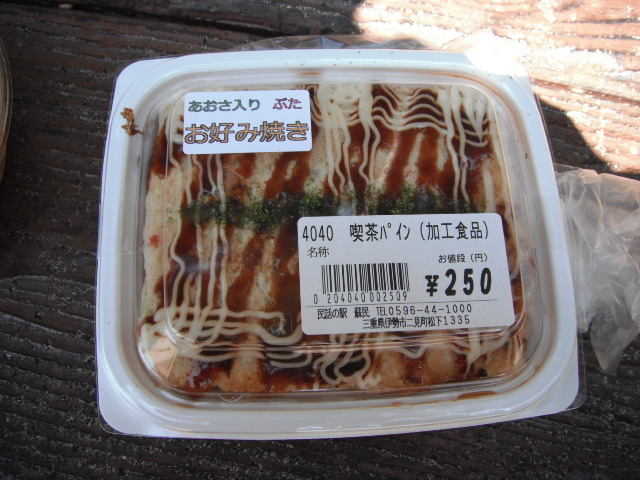 あおさ入り ぶた
お好み焼き
4040 喫茶パイン(加工食品)
名称
お値段(円)
¥250
0 204040 002509
民話の駅 蘇民 TEL0596-44-1000
三重県伊勢市二見町松下1335